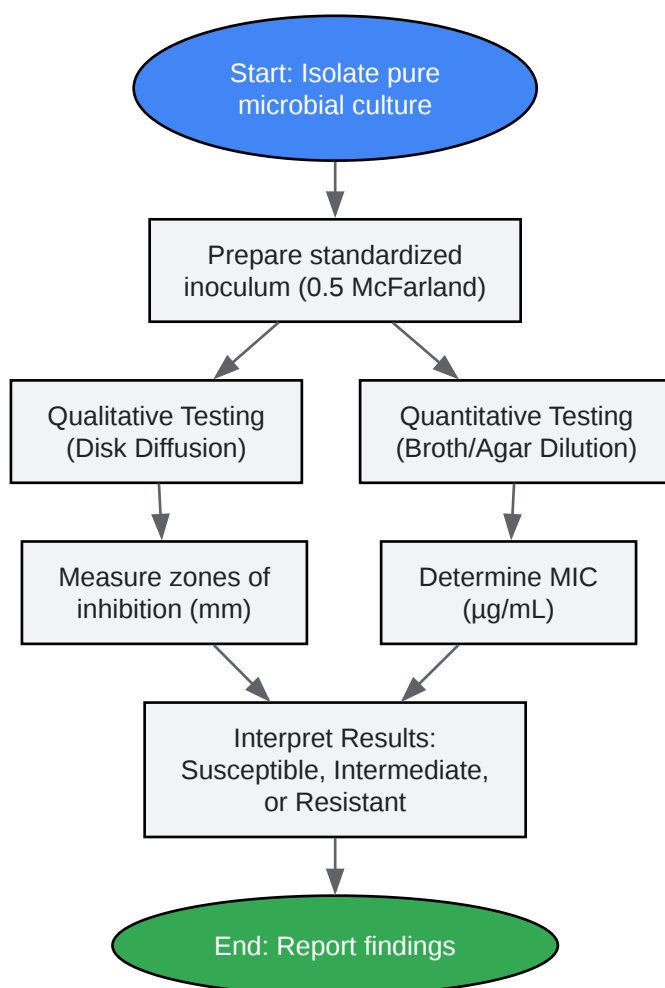 Start: Isolate pure
microbial culture
Prepare standardized
inoculum (0.5 McFarland)
Qualitative Testing
(Disk Diffusion)
Quantitative Testing
(Broth/Agar Dilution)
Measure zones of
inhibition (mm)
Determine MIC
(µg/mL)
Interpret Results:
Susceptible, Intermediate,
or Resistant
End: Report findings